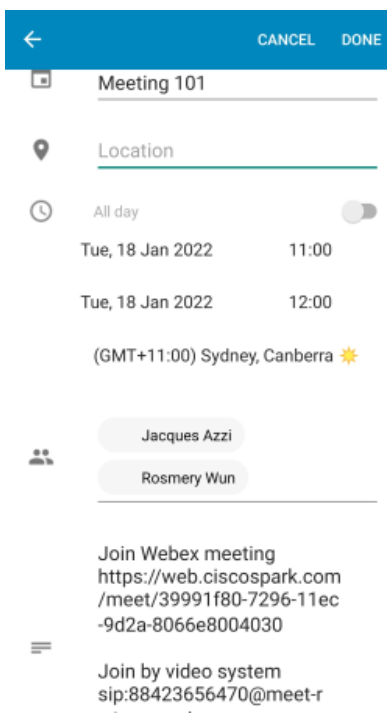 CANCEL DONE
Meeting 101
Location
All day
Tue, 18 Jan 2022 11:00
Tue, 18 Jan 2022 12:00
(GMT+11:00) Sydney, Canberra ☀️
Jacques Azzi
Rosmery Wun
Join Webex meeting
https://web.ciscospark.com
/meet/39991f80-7296-11ec
-9d2a-8066e8004030
Join by video system
sip:88423656470@meet-r